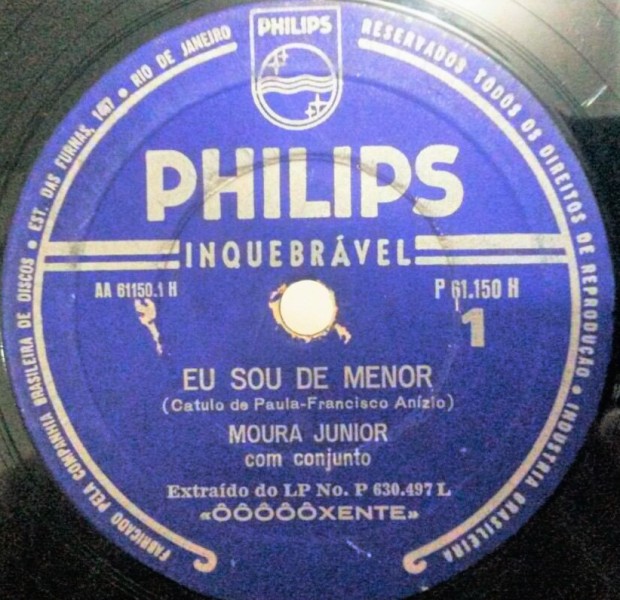 FABRICADO PELA COMPANHIA BRASILEIRA DE DISCOS • EST. DAS FURNAS, • RIO DE JANEIRO
PHILIPS
RESERVADOS TODOS OS DIREITOS DE REPRODUÇÃO • INDUSTRIA BRASILEIRA
PHILIPS
INQUEBRÁVEL
AA 61150.1 H
P 61.150 H
1
EU SOU DE MENOR
(Catulo de Paula-Francisco Anízio)
MOURA JUNIOR
com conjunto
Extraído do LP No. P 630.497 L
«ÔÔÔÔÔXENTE»